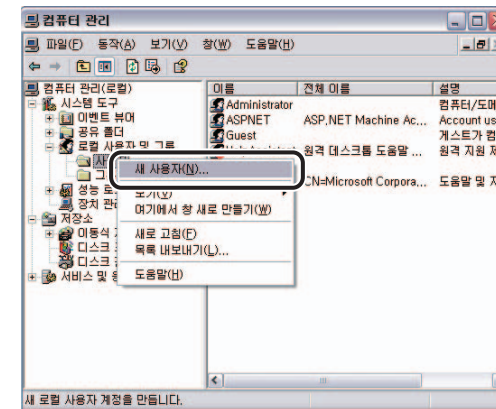 컴퓨터 관리
파일(F) 동작(A) 보기(V) 창(W) 도움말(H)
컴퓨터 관리(로컬)
시스템 도구
이벤트 뷰어
공유 폴더
로컬 사용자 및 그룹
성능 로
장치 관
저장소
이동식
디스크
디스크
서비스 및
이름 전체 이름 설명
Administrator 컴퓨터/도메
ASPNET ASP.NET Machine Ac... Account us
Guest 게스트가 컴
원격 데스크톱 도움말 ... 원격 지원 제
CN=Microsoft Corpora... 도움말 및 지
새 사용자(N)...
보기(V)
여기에서 창 새로 만들기(W)
새로 고침(F)
목록 내보내기(L)...
도움말(H)
새 로컬 사용자 계정을 만듭니다.